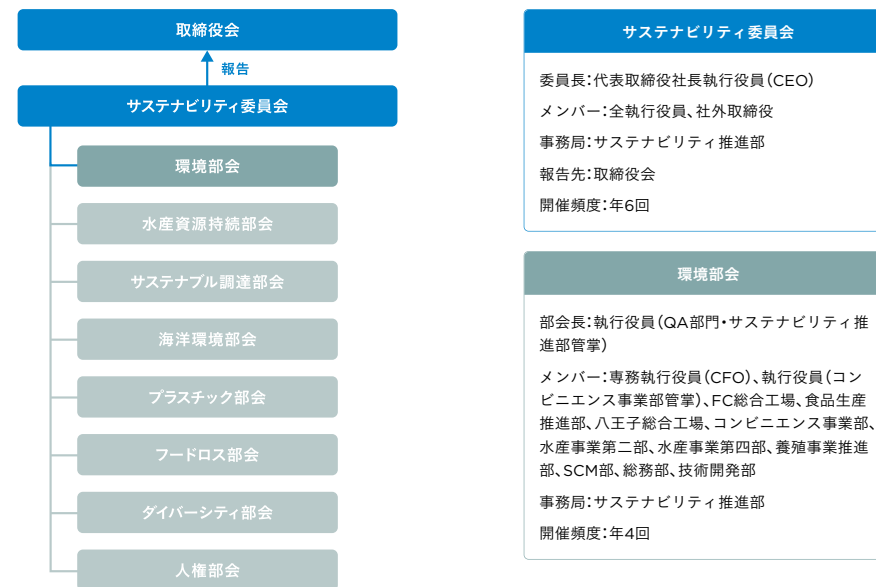 取締役会
報告
サステナビリティ委員会
環境部会
水産資源持続部会
サステナブル調達部会
海洋環境部会
プラスチック部会
フードロス部会
ダイバーシティ部会
人権部会
サステナビリティ委員会
委員長:代表取締役社長執行役員(CEO)
メンバー:全執行役員、社外取締役
事務局:サステナビリティ推進部
報告先:取締役会
開催頻度:年6回
環境部会
部会長:執行役員(QA部門・サステナビリティ推
進部管掌)
メンバー:専務執行役員(CFO)、執行役員(コン
ビニエンス事業部管掌)、FC総合工場、食品生産
推進部、八王子総合工場、コンビニエンス事業部、
水産事業第二部、水産事業第四部、養殖事業推進
部、SCM部、総務部、技術開発部
事務局:サステナビリティ推進部
開催頻度:年4回